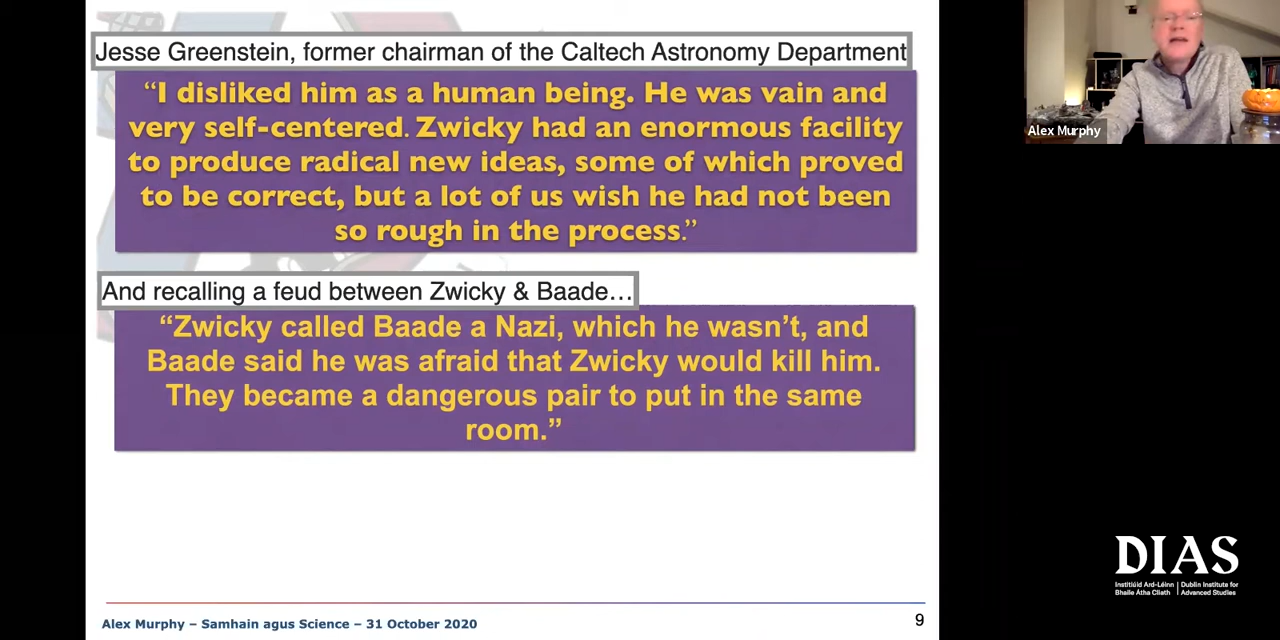 Jesse Greenstein, former chairman of the Caltech Astronomy Department
“I disliked him as a human being. He was vain and
very self-centered. Zwicky had an enormous facility
to produce radical new ideas, some of which proved
to be correct, but a lot of us wish he had not been
so rough in the process.”
And recalling a feud between Zwicky & Baade…
“Zwicky called Baade a Nazi, which he wasn’t, and
Baade said he was afraid that Zwicky would kill him.
They became a dangerous pair to put in the same
room.”
Alex Murphy – Samhain agus Science – 31 October 2020
9
Alex Murphy
DIAS
Institiúid Ard-Léinn | Dublin Institute for
Bhaile Átha Cliath | Advanced Studies